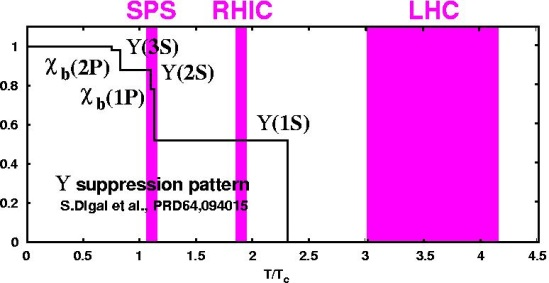 SPS RHIC LHC
1
0.8
0.6
0.4
0.2
0
ϒ(3S)
χb(2P)
ϒ(2S)
χb(1P)
ϒ(1S)
ϒ suppression pattern
S.Digal et al., PRD64,094015
0 0.5 1 1.5 2 2.5 3 3.5 4 4.5
T/Tc